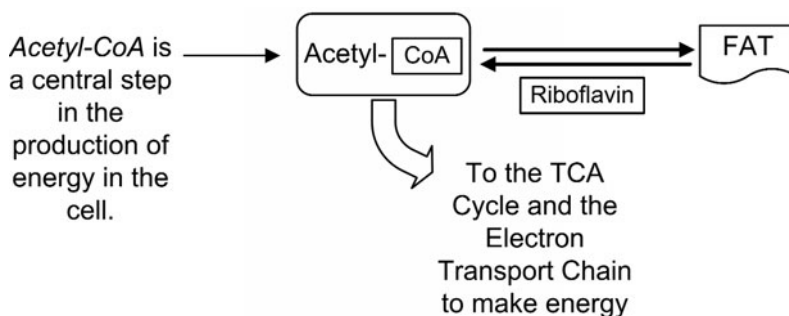 Acetyl-CoA is
a central step
in the
production of
energy in the
cell.
Acetyl- CoA
FAT
Riboflavin
To the TCA
Cycle and the
Electron
Transport Chain
to make energy